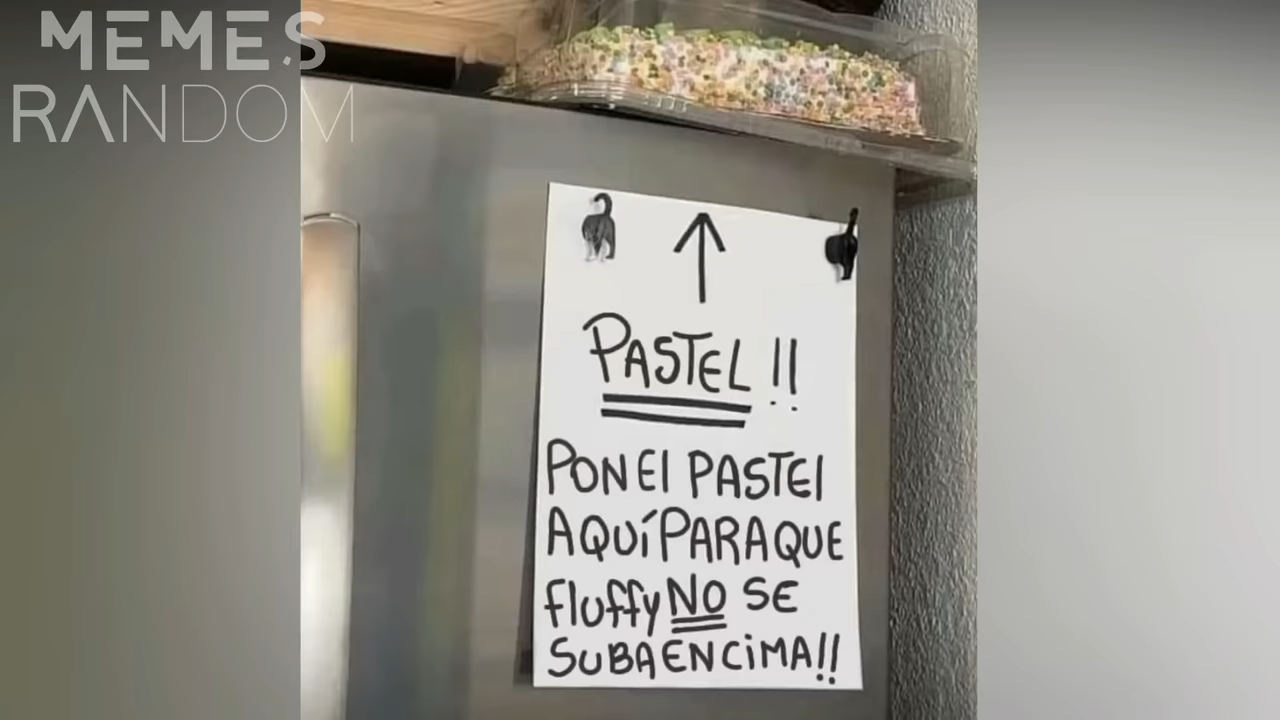 MEMES
RANDOM
PASTEL!!
PON El PASTEl
AQUÍ PARA QUE
Fluffy NO SE
SUBA ENCIMA!!